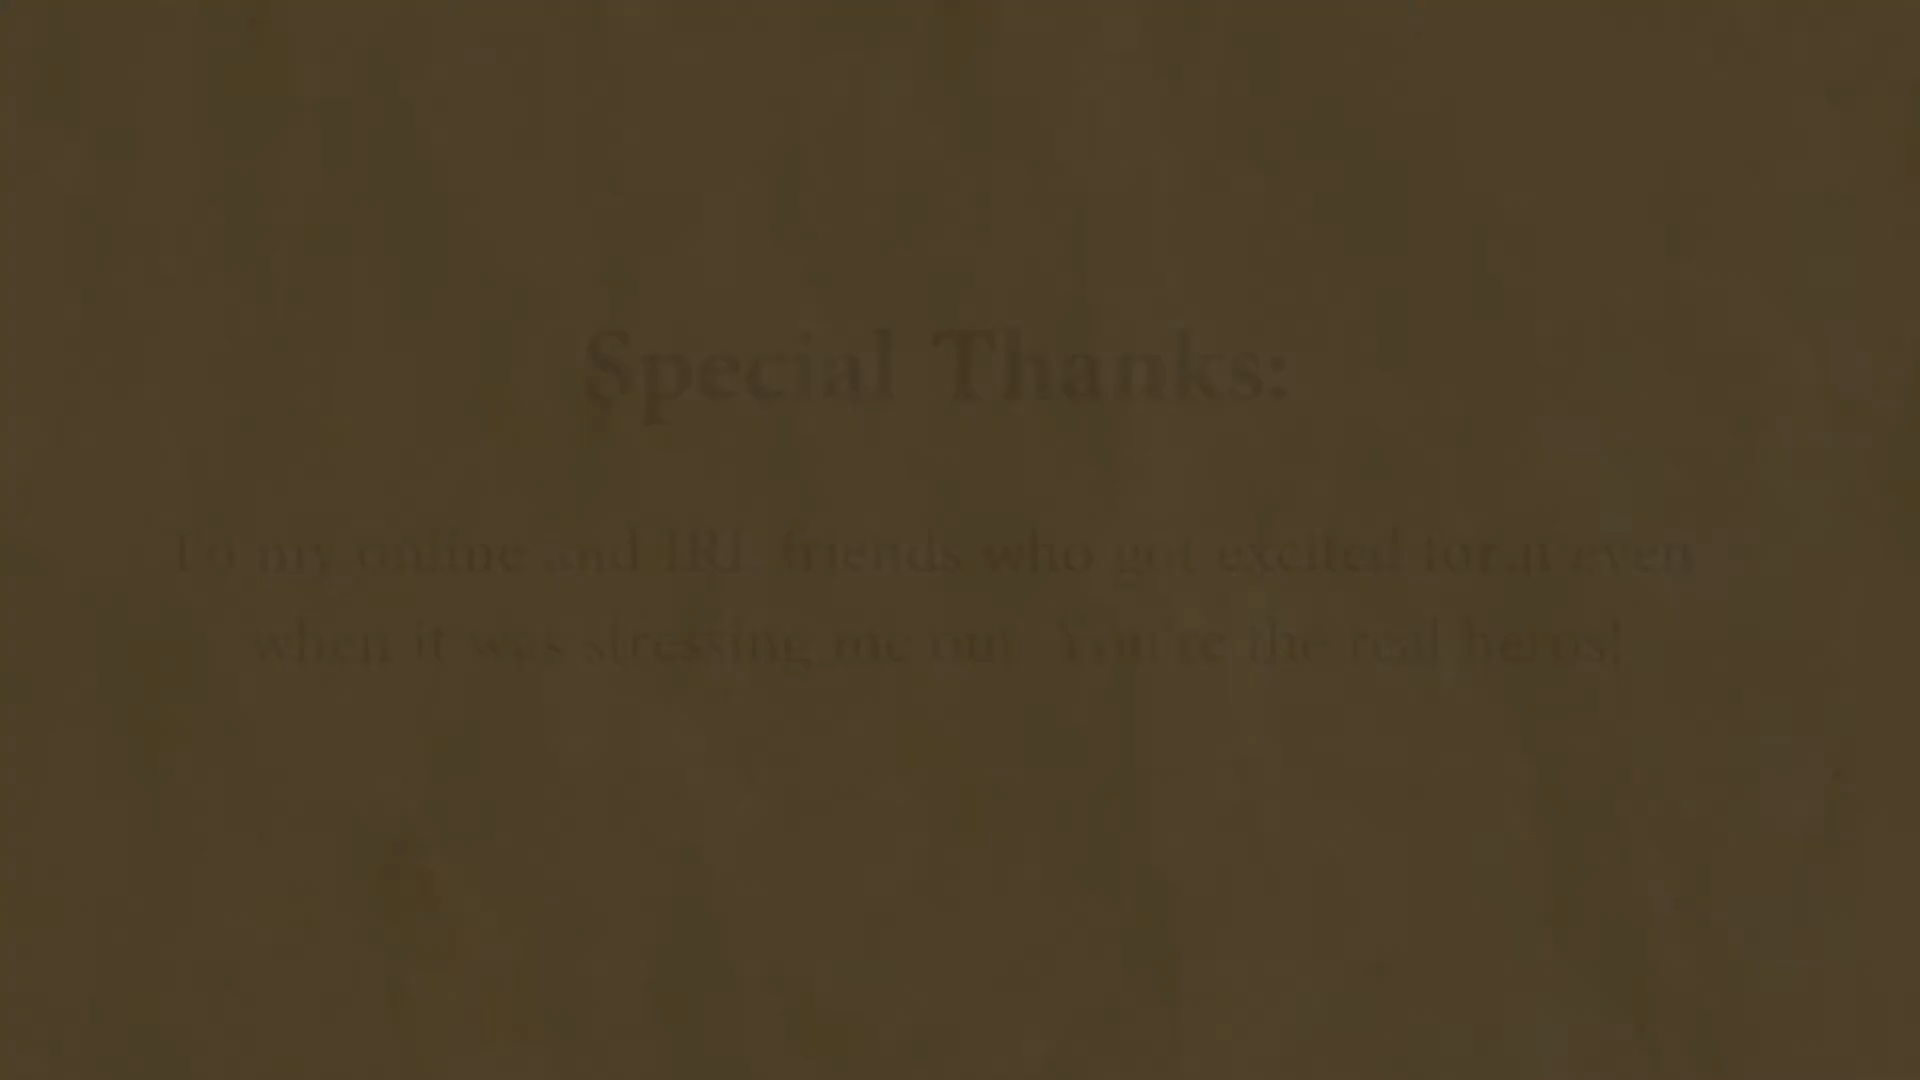 Special Thanks:
To my online and IRL friends who got excited for it even
when it was stressing me out. You're the real heros!